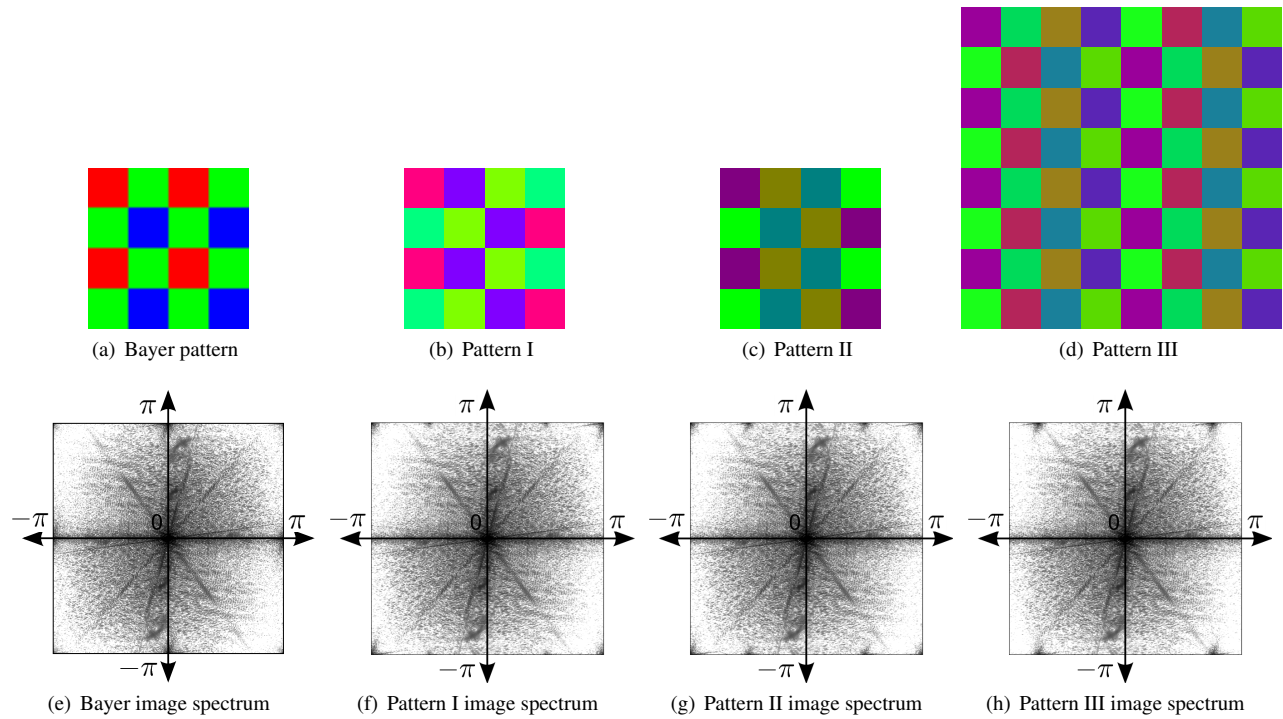 (a) Bayer pattern
(b) Pattern I
(c) Pattern II
(d) Pattern III
π
−π
0
π
−π
π
−π
0
π
−π
π
−π
0
π
−π
π
−π
0
π
−π
(e) Bayer image spectrum
(f) Pattern I image spectrum
(g) Pattern II image spectrum
(h) Pattern III image spectrum